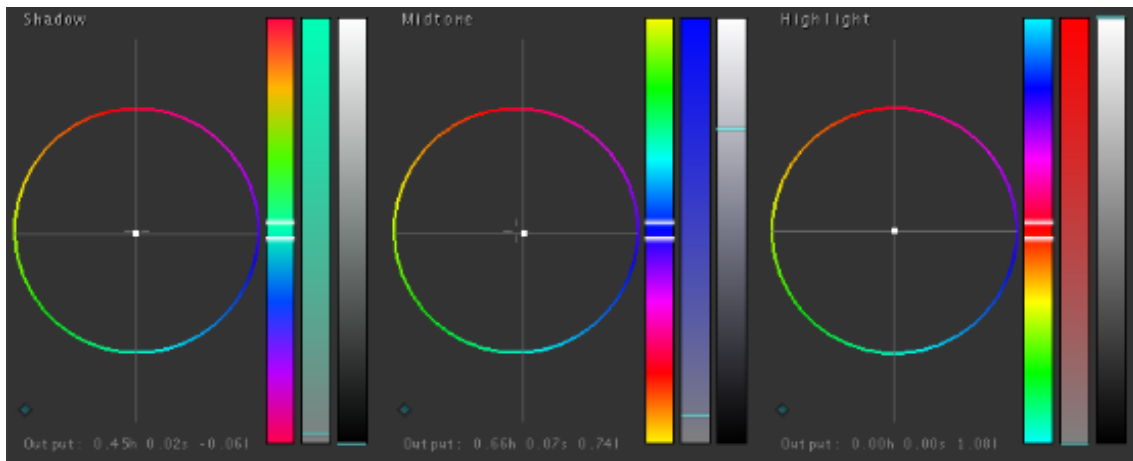 Shadow
Midtone
Highlight
Output: 0.45h 0.02s -0.06l
Output: 0.66h 0.07s 0.74l
Output: 0.00h 0.00s 1.00l